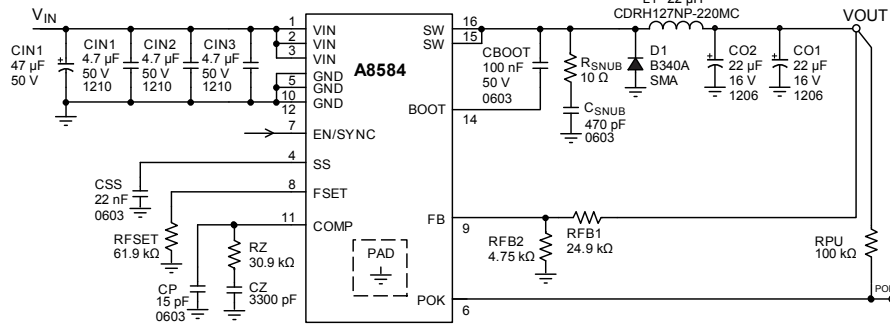 VIN
CIN1
47 µF
50 V
CIN1
4.7 µF
50 V
1210
CIN2
4.7 µF
50 V
1210
CIN3
4.7 µF
50 V
1210
1
2
3
5
10
12
7
4
8
11
VIN
VIN
VIN
GND
GND
GND
EN/SYNC
SS
FSET
COMP
A8584
PAD
SW
SW
BOOT
FB
POK
16
15
14
9
6
CSS
22 nF
0603
RFSET
61.9 kΩ
CP
15 pF
0603
RZ
30.9 kΩ
CZ
3300 pF
CBOOT
100 nF
50 V
0603
RSNUB
10 Ω
CSNUB
470 pF
0603
D1
B340A
SMA
CDRH127NP-220MC
CO2
22 µF
16 V
1206
CO1
22 µF
16 V
1206
VOUT
RFB2
4.75 kΩ
RFB1
24.9 kΩ
RPU
100 kΩ